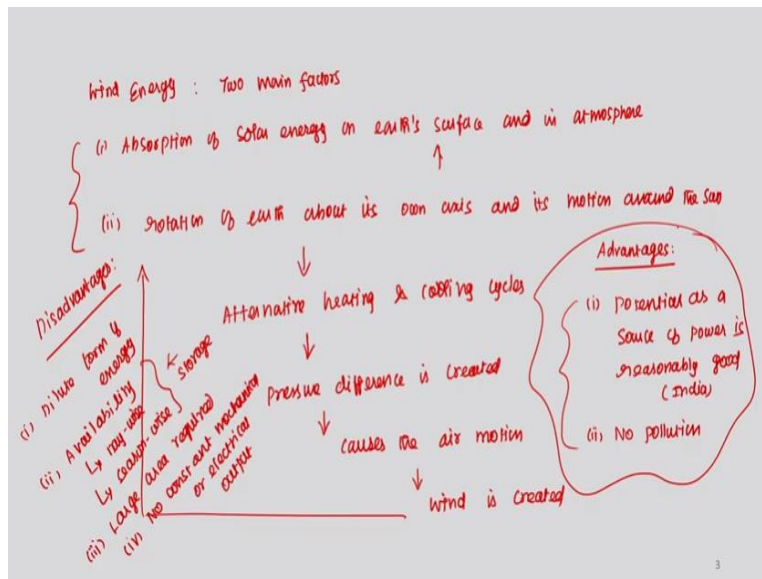 Wind Energy : Two main factors
(i) Absorption of solar energy on earth's surface and in atmosphere
(ii) rotation of earth about its own axis and its motion around the sun
Alternative heating & cooling cycles
Pressure difference is created
causes the air motion
Wind is created
Advantages:
(i) Potential as a
source of power is
reasonably good
(India)
(ii) No pollution
Disadvantages:
(i) Dilute form of
energy
(ii) Availability
day-wise
season-wise
storage
(iii) Large area required
(iv) No constant mechanical
or electrical
output
3